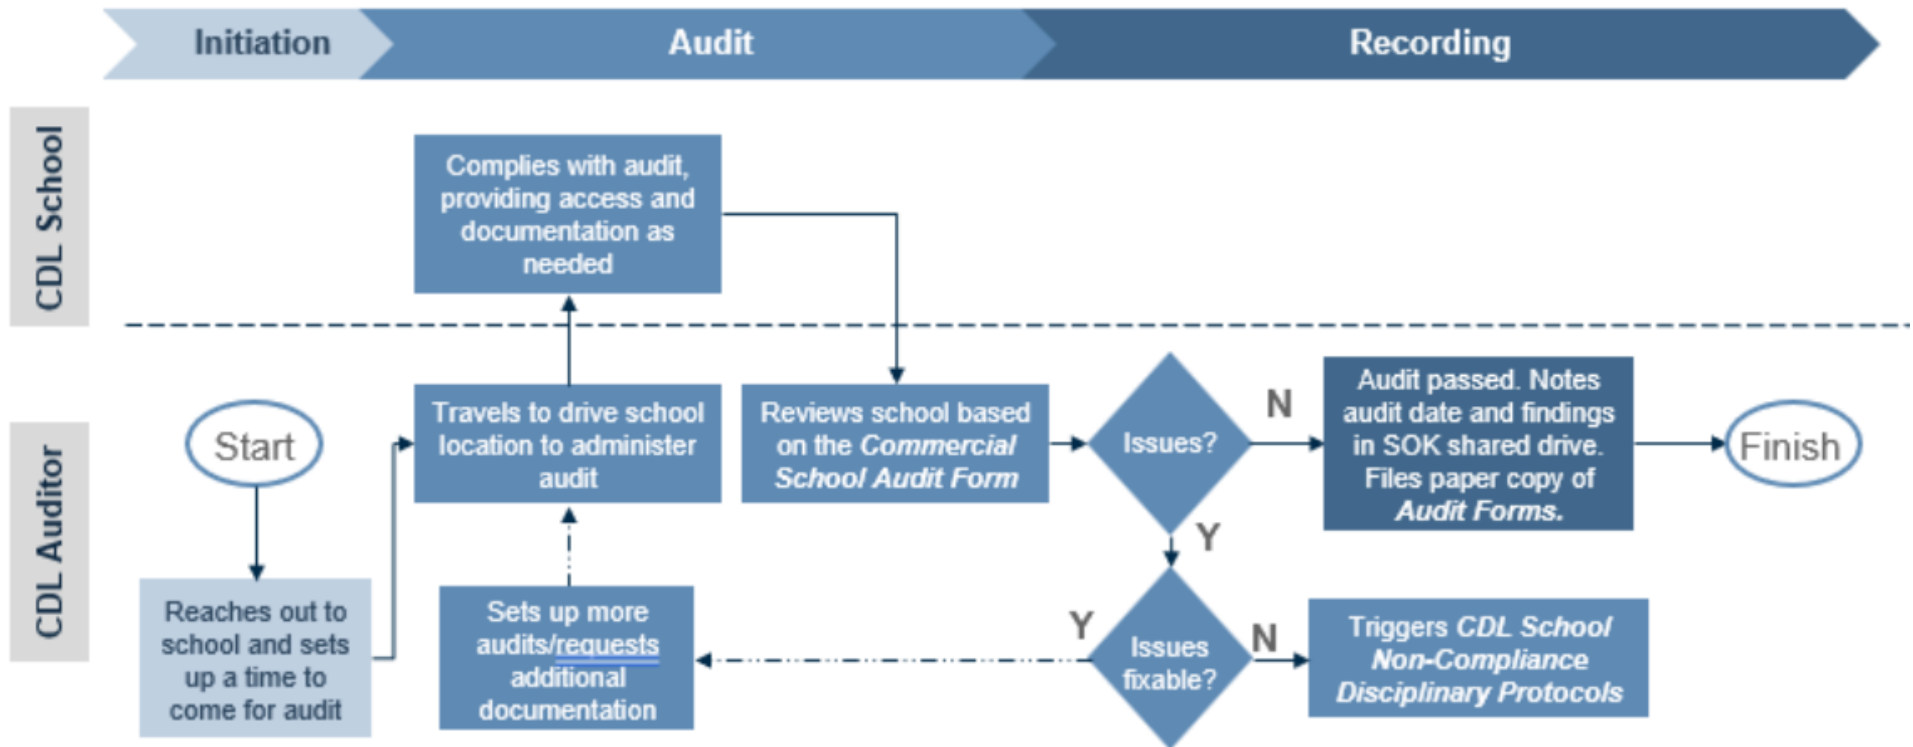 Initiation
Audit
Recording
CDL School
Complies with audit,
providing access and
documentation as
needed
CDL Auditor
Start
Reaches out to
school and sets
up a time to
come for audit
Travels to drive school
location to administer
audit
Sets up more
audits/requests
additional
documentation
Reviews school based
on the Commercial
School Audit Form
Issues?
N
Y
Audit passed. Notes
audit date and findings
in SOK shared drive.
Files paper copy of
Audit Forms.
Finish
Issues
fixable?
Y
N
Triggers CDL School
Non-Compliance
Disciplinary Protocols